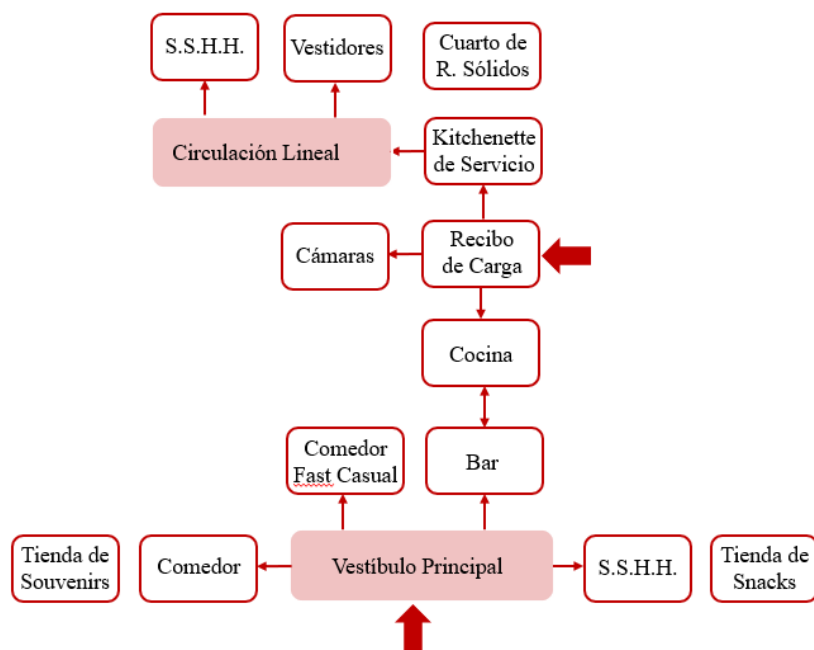 S.S.H.H.
Vestidores
Cuarto de
R. Sólidos
Circulación Lineal
Kitchenette
de Servicio
Cámaras
Recibo
de Carga
Cocina
Comedor
Fast Casual
Bar
Tienda de
Souvenirs
Comedor
Vestíbulo Principal
S.S.H.H.
Tienda de
Snacks